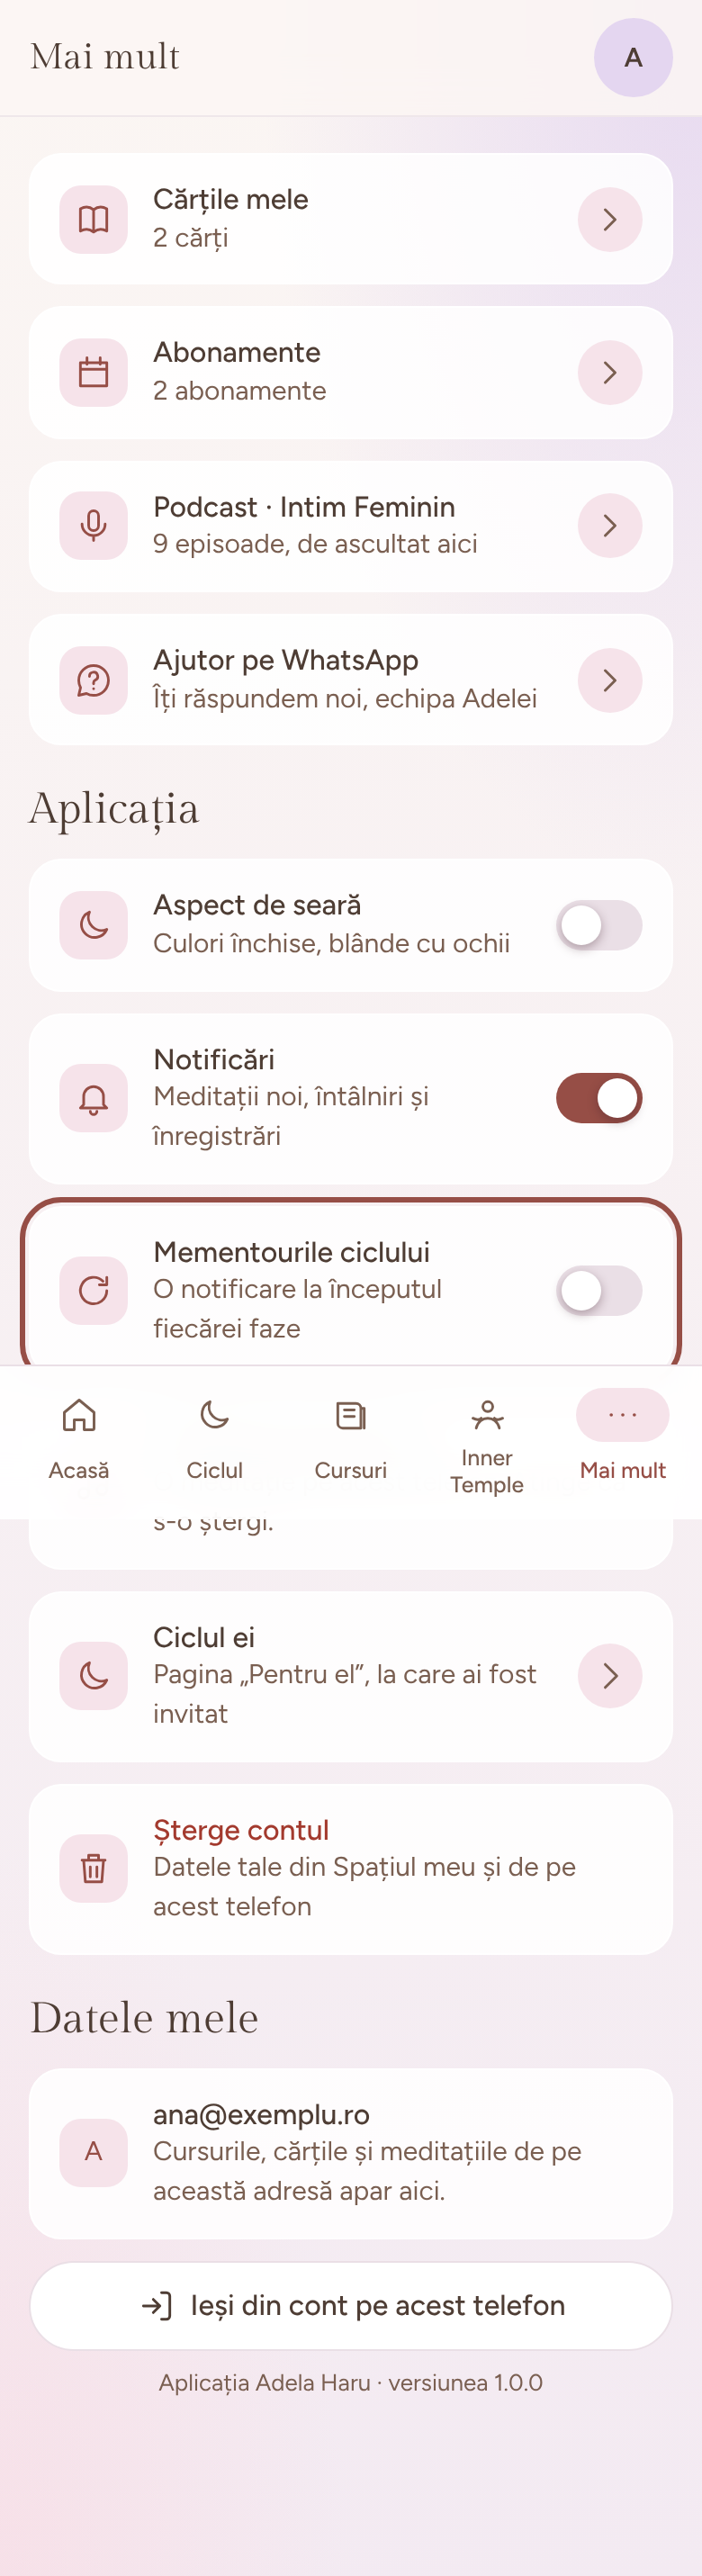 Mai mult
A
Cărțile mele
2 cărți
Abonamente
2 abonamente
Podcast · Intim Feminin
9 episoade, de ascultat aici
Ajutor pe WhatsApp
Îți răspundem noi, echipa Adelei
Aplicația
Aspect de seară
Culori închise, blânde cu ochii
Notificări
Meditații noi, întâlniri și
înregistrări
Mementourile ciclului
O notificare la începutul
fiecărei faze
Acasă
Ciclul
Cursuri
Inner
Temple
Mai mult
s-o ștergi.
Ciclul ei
Pagina „Pentru el”, la care ai fost
invitat
Șterge contul
Datele tale din Spațiul meu și de pe
acest telefon
Datele mele
A
ana@exemplu.ro
Cursurile, cărțile și meditațiile de pe
această adresă apar aici.
Ieși din cont pe acest telefon
Aplicația Adela Haru · versiunea 1.0.0